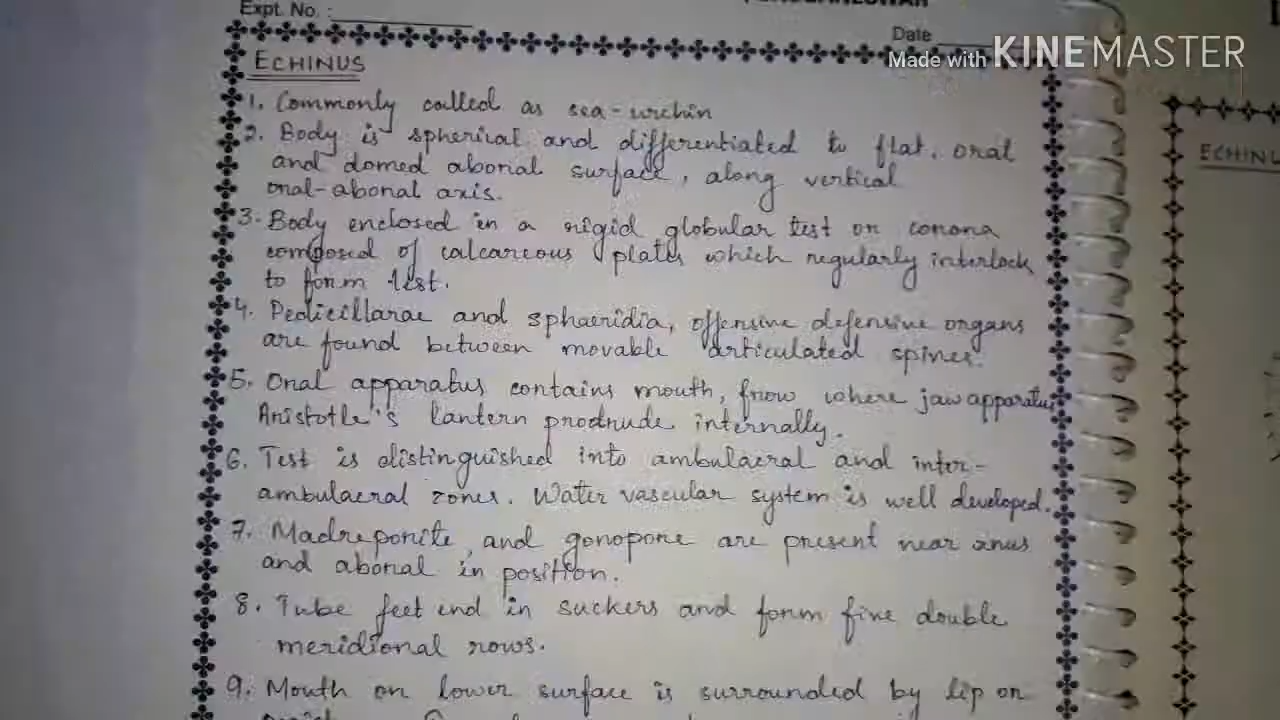 Expt. No. :
Date
Made with KINEMASTER
ECHINUS
1. Commonly called as sea-urchin
2. Body is spherical and differentiated to flat, oral
and domed aboral surface, along vertical
oral-aboral axis.
3. Body enclosed in a rigid globular test or corona
composed of calcareous plates which regularly interlock
to form test.
4. Pedicillarae and sphaeridia, offensive defensive organs
are found between movable articulated spines.
5. Oral apparatus contains mouth, from where jaw apparatus
Aristotle's lantern protrude internally.
6. Test is distinguished into ambulacral and inter-
ambulacral zones. Water vascular system is well developed.
7. Madreporite, and gonopore are present near anus
and aboral in position.
8. Tube feet end in suckers and form five double
meridional rows.
9. Mouth on lower surface is surrounded by lip or